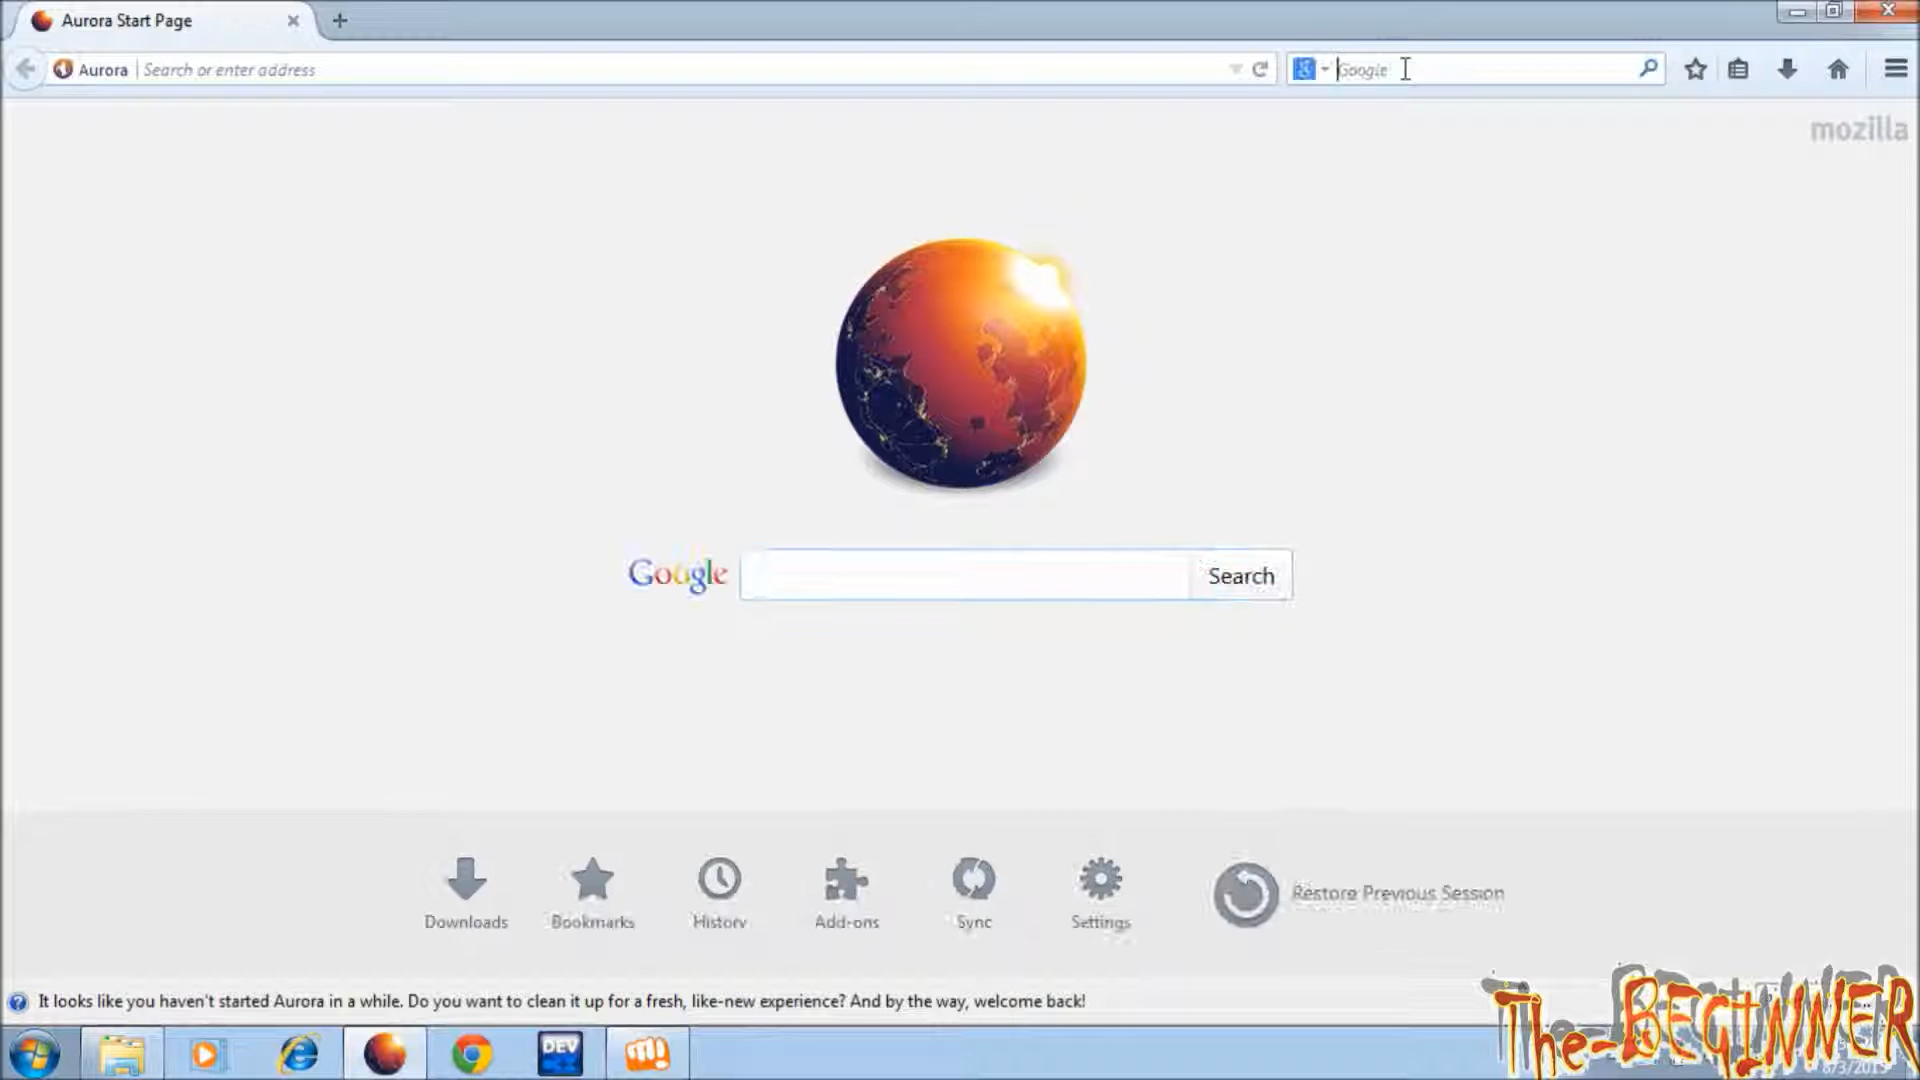 Aurora Start Page
Aurora Search or enter address
Google
mozilla
Google
Search
Downloads
Bookmarks
History
Add-ons
Sync
Settings
Restore Previous Session
It looks like you haven't started Aurora in a while. Do you want to clean it up for a fresh, like-new experience? And by the way, welcome back!
DEV
The-BEGINNER